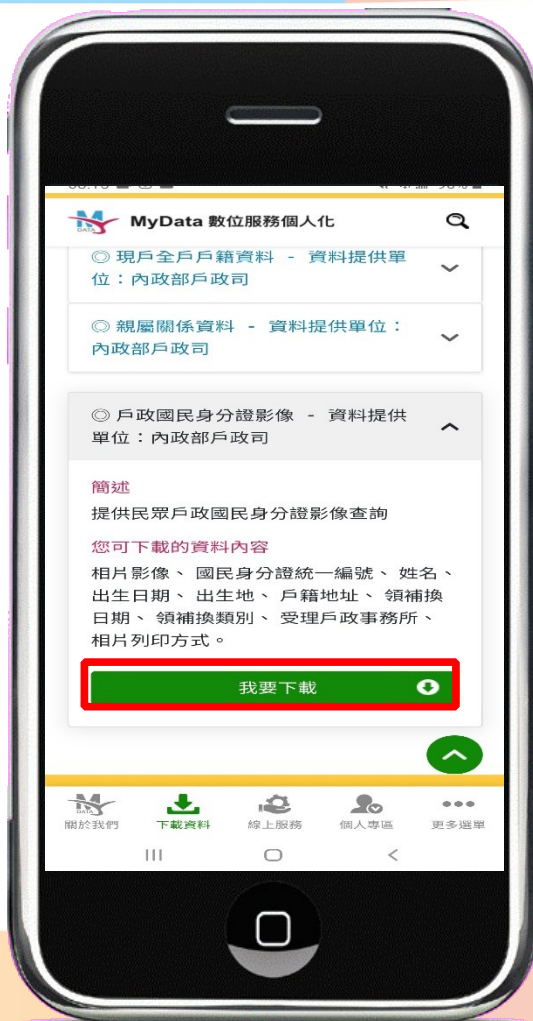 MyData 數位服務個人化
◎ 現戶全戶戶籍資料 - 資料提供單
位：內政部戶政司
◎ 親屬關係資料 - 資料提供單位：
內政部戶政司
◎ 戶政國民身分證影像 - 資料提供
單位：內政部戶政司
簡述
提供民眾戶政國民身分證影像查詢
您可下載的資料內容
相片影像、 國民身分證統一編號、 姓名、
出生日期、 出生地、 戶籍地址、 領補換
日期、 領補換類別、 受理戶政事務所、
相片列印方式。
我要下載
關於我們 下載資料 線上服務 個人專區 更多選單